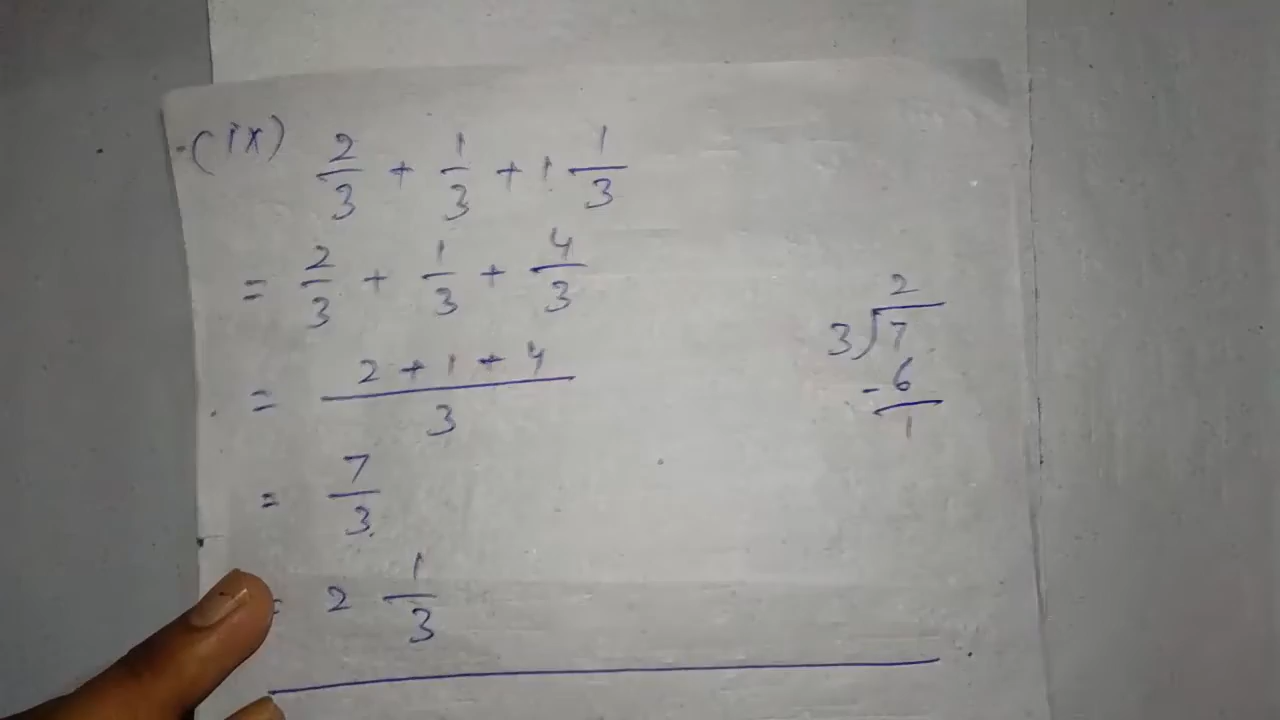 (ix) 2/3 + 1/3 + 1 1/3
= 2/3 + 1/3 + 4/3
= (2 + 1 + 4)/3
= 7/3
= 2 1/3
2
3)7
-6
1